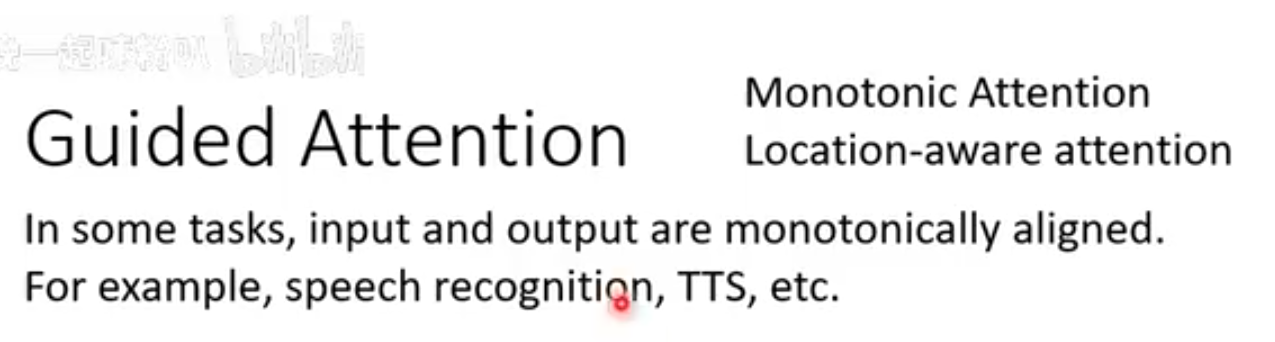 bilibili
Guided Attention
Monotonic Attention
Location-aware attention
In some tasks, input and output are monotonically aligned.
For example, speech recognition, TTS, etc.